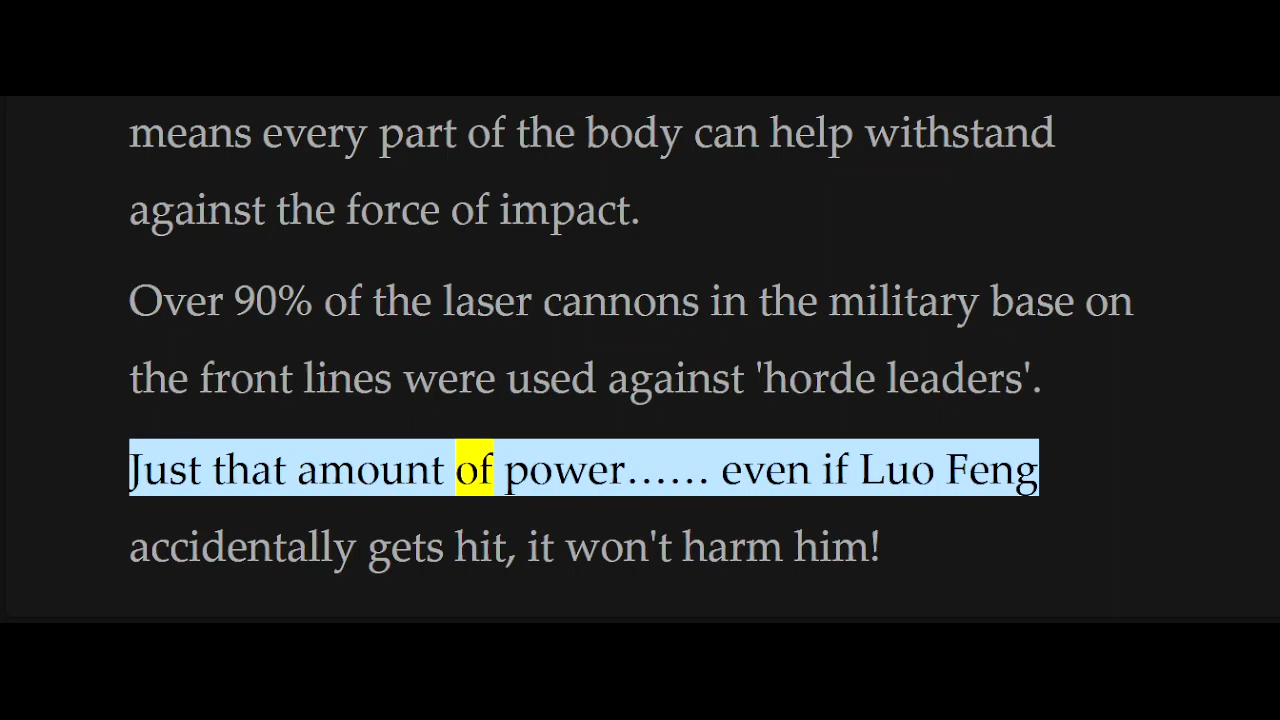 means every part of the body can help withstand
against the force of impact.
Over 90% of the laser cannons in the military base on
the front lines were used against 'horde leaders'.
Just that amount of power…… even if Luo Feng
accidentally gets hit, it won't harm him!